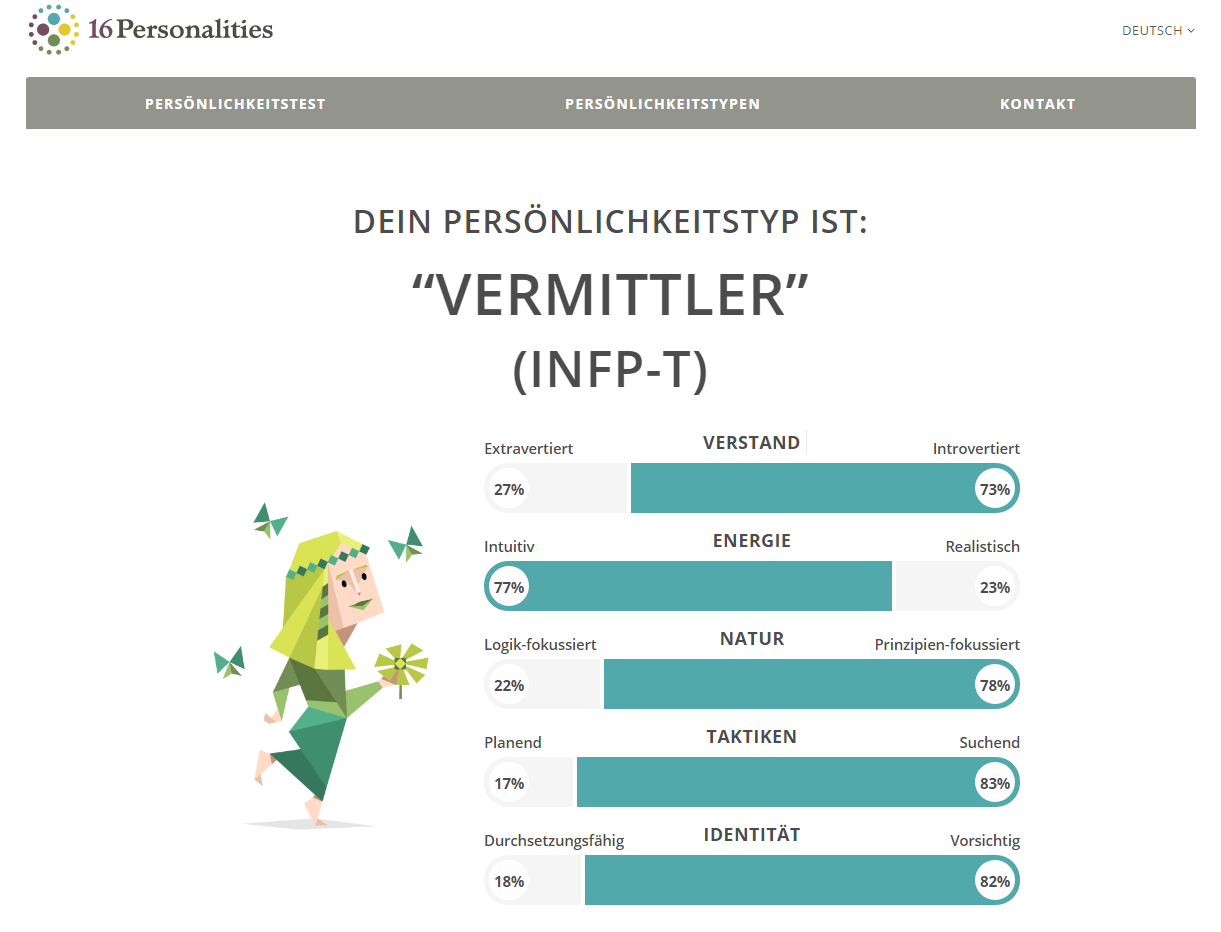 16Personalities
DEUTSCH
PERSÖNLICHKEITSTEST PERSÖNLICHKEITSTYPEN KONTAKT
DEIN PERSÖNLICHKEITSTYP IST:
“VERMITTLER”
(INFP-T)
Extravertiert VERSTAND Introvertiert
27% 73%
Intuitiv ENERGIE Realistisch
77% 23%
Logik-fokussiert NATUR Prinzipien-fokussiert
22% 78%
Planend TAKTIKEN Suchend
17% 83%
Durchsetzungsfähig IDENTITÄT Vorsichtig
18% 82%